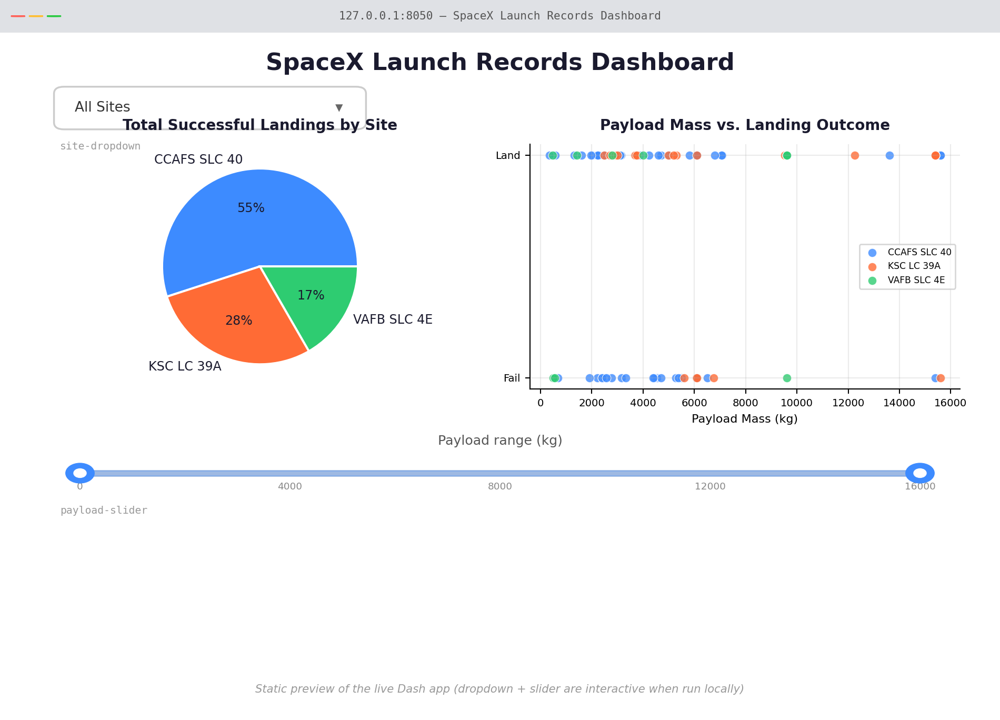 127.0.0.1:8050 — SpaceX Launch Records Dashboard
SpaceX Launch Records Dashboard
All Sites ▼
site-dropdown
Total Successful Landings by Site
CCAFS SLC 40
55%
17%
28%
VAFB SLC 4E
KSC LC 39A
Payload Mass vs. Landing Outcome
Land
CCAFS SLC 40
KSC LC 39A
VAFB SLC 4E
Fail
0 2000 4000 6000 8000 10000 12000 14000 16000
Payload Mass (kg)
Payload range (kg)
0 4000 8000 12000 16000
payload-slider
Static preview of the live Dash app (dropdown + slider are interactive when run locally)